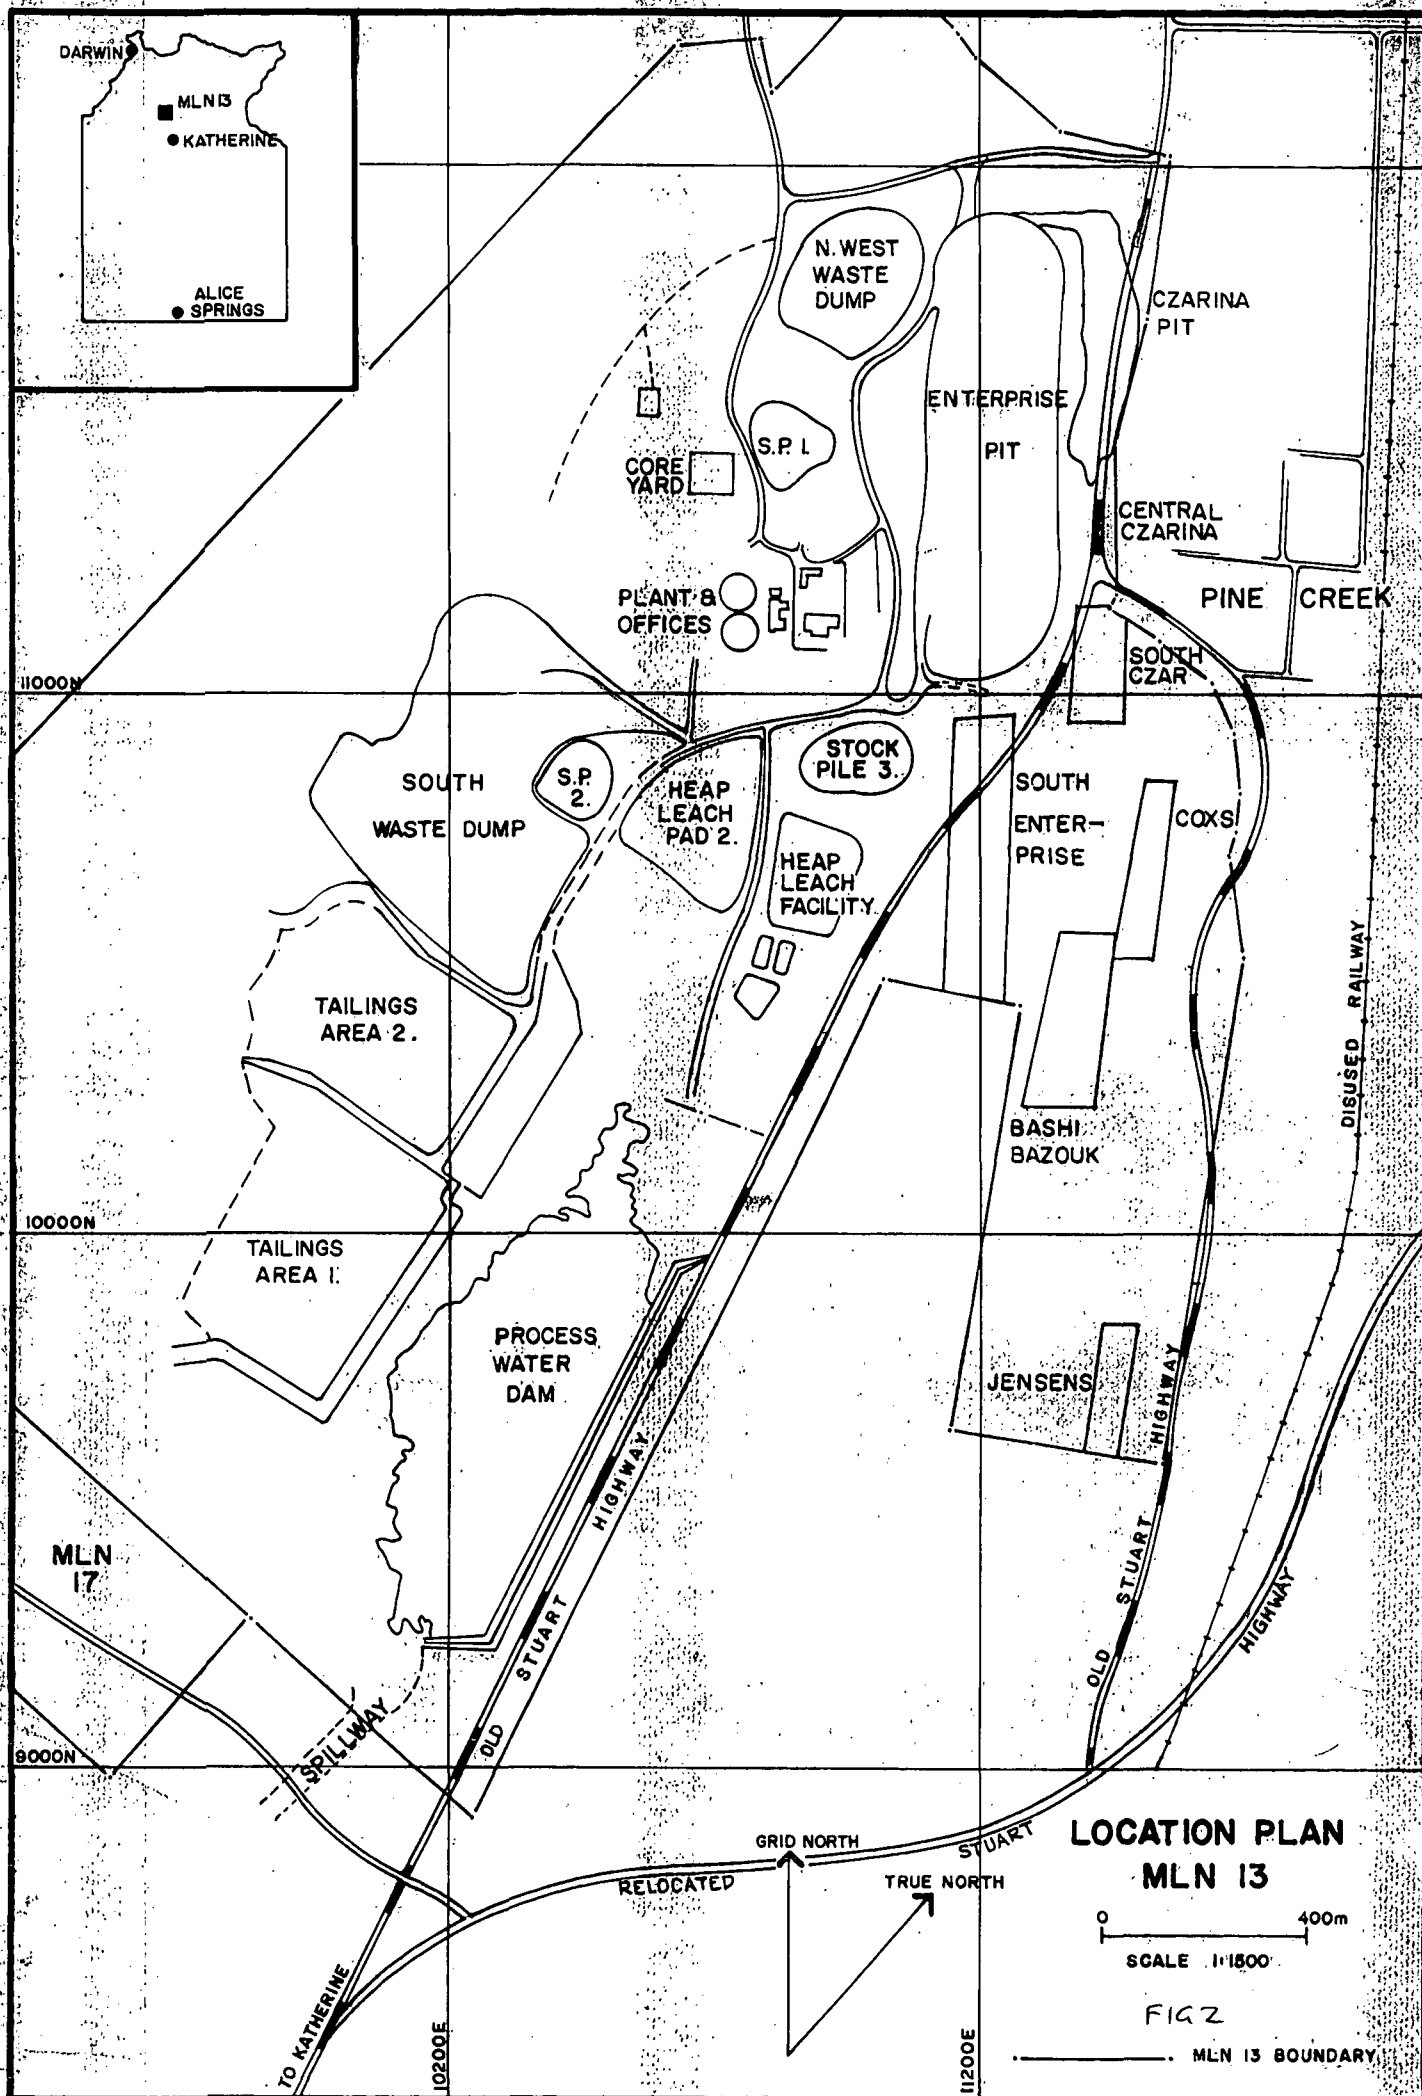 DARWIN
MLN 13
KATHERINE
ALICE
SPRINGS
N. WEST
WASTE
DUMP
CZARINA
PIT
ENTERPRISE
PIT
S.P. 1.
CORE
YARD
CENTRAL
CZARINA
PINE CREEK
PLANT &
OFFICES
SOUTH
CZAR
11000N
STOCK
PILE 3.
SOUTH
WASTE DUMP
S.P.
2.
HEAP
LEACH
PAD 2.
SOUTH
ENTER-
PRISE
COXS
HEAP
LEACH
FACILITY
TAILINGS
AREA 2.
DISUSED RAILWAY
BASHI
BAZOUK
10000N
TAILINGS
AREA 1.
PROCESS
WATER
DAM
JENSENS
OLD STUART HIGHWAY
OLD STUART HIGHWAY
MLN
17
SPILLWAY
9000N
RELOCATED STUART HIGHWAY
GRID NORTH
TRUE NORTH
LOCATION PLAN
MLN 13
0 400m
SCALE 1:1500
FIG 2
MLN 13 BOUNDARY
TO KATHERINE
10200E
11200E